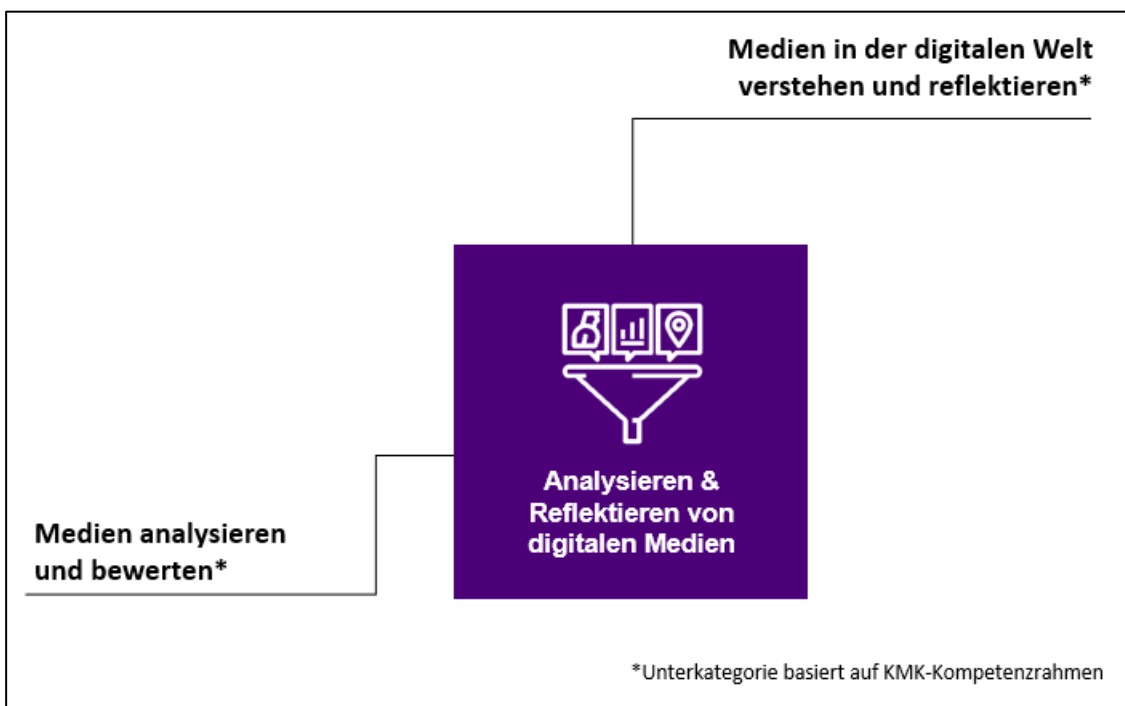 Medien in der digitalen Welt
verstehen und reflektieren*
Analysieren &
Reflektieren von
digitalen Medien
Medien analysieren
und bewerten*
*Unterkategorie basiert auf KMK-Kompetenzrahmen